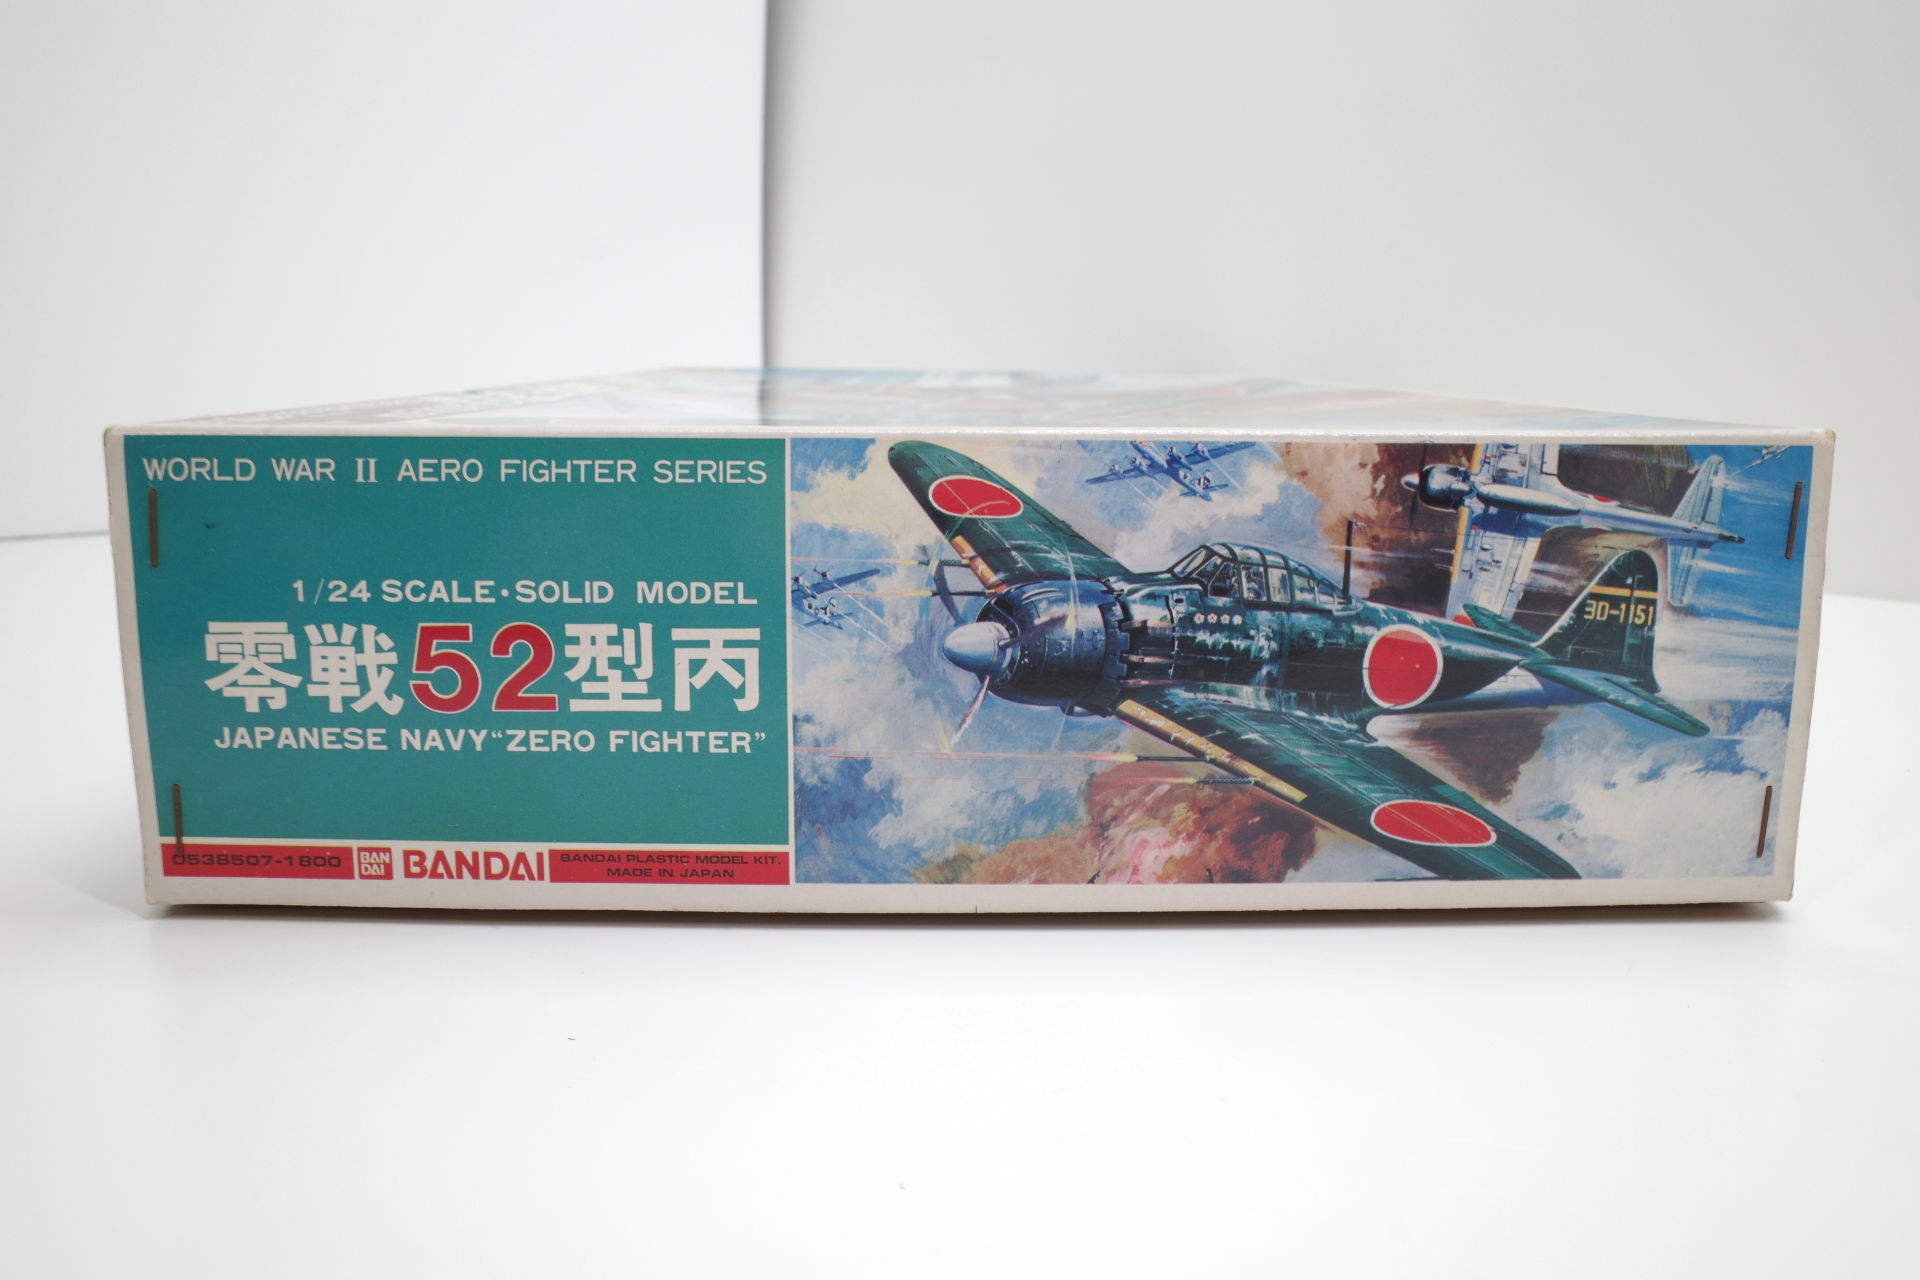 WORLD WAR II AERO FIGHTER SERIES
1/24 SCALE・SOLID MODEL
零戦52型丙
JAPANESE NAVY“ZERO FIGHTER”
0538507-1800
BAN
DAI
BANDAI
BANDAI PLASTIC MODEL KIT.
MADE IN JAPAN
3D-1151